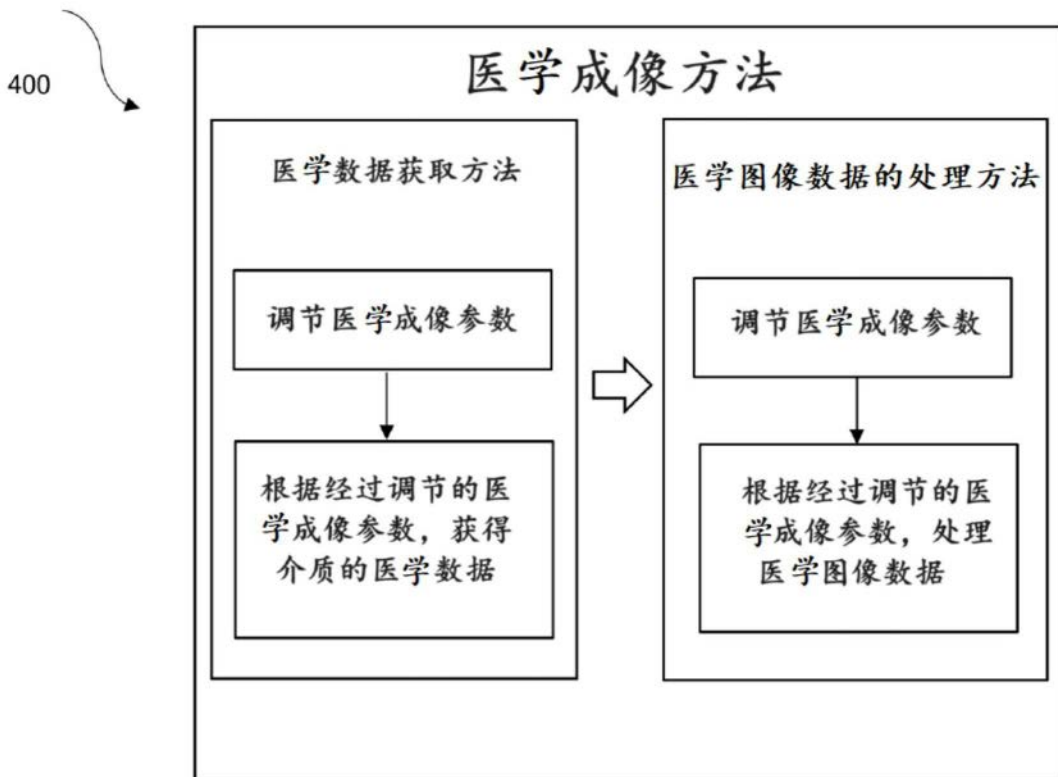 400
医学成像方法
医学数据获取方法
调节医学成像参数
根据经过调节的医
学成像参数，获得
介质的医学数据
医学图像数据的处理方法
调节医学成像参数
根据经过调节的医
学成像参数，处理
医学图像数据